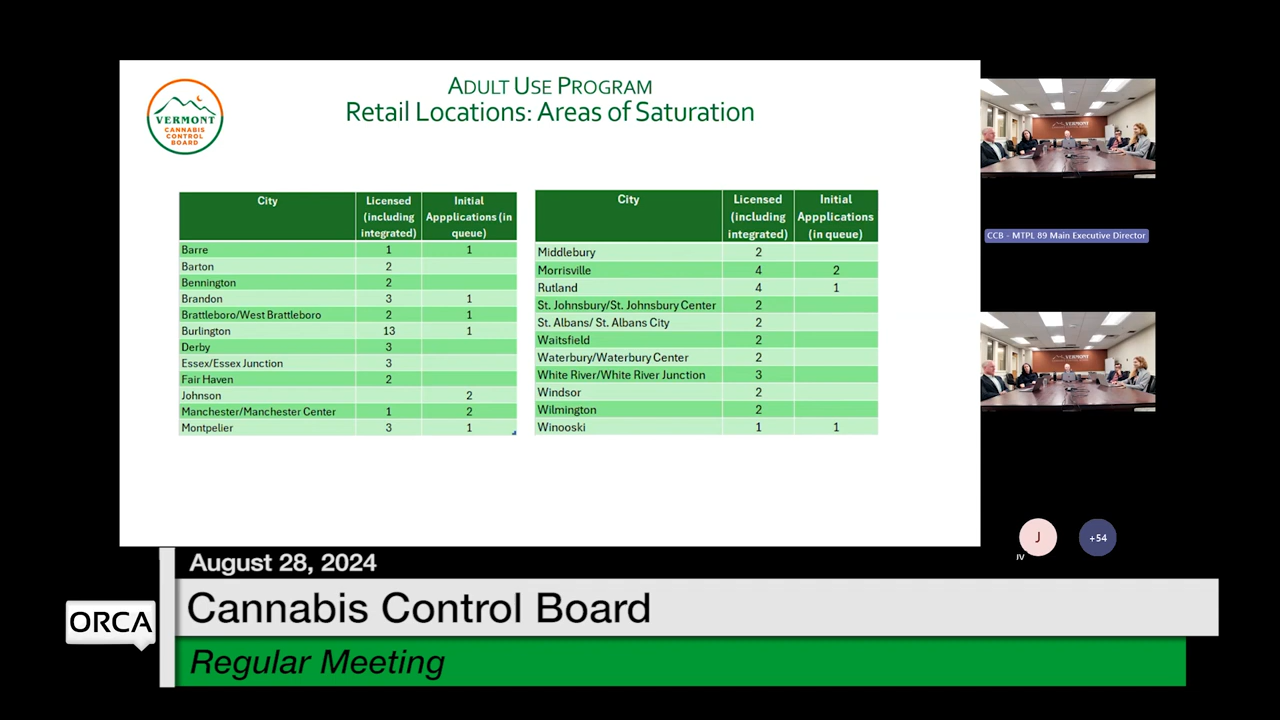 ADULT USE PROGRAM
Retail Locations: Areas of Saturation
VERMONT
CANNABIS
CONTROL
BOARD
City Licensed (including integrated) Initial Appplications (in queue)
Barre 1 1
Barton 2
Bennington 2
Brandon 3 1
Brattleboro/West Brattleboro 2 1
Burlington 13 1
Derby 3
Essex/Essex Junction 3
Fair Haven 2
Johnson 2
Manchester/Manchester Center 1 2
Montpelier 3 1
City Licensed (including integrated) Initial Appplications (in queue)
Middlebury 2
Morrisville 4 2
Rutland 4 1
St. Johnsbury/St. Johnsbury Center 2
St. Albans/ St. Albans City 2
Waitsfield 2
Waterbury/Waterbury Center 2
White River/White River Junction 3
Windsor 2
Wilmington 2
Winooski 1 1
VERMONT
CCB - MTPL 89 Main Executive Director
VERMONT
J
+54
JV
August 28, 2024
ORCA
Cannabis Control Board
Regular Meeting